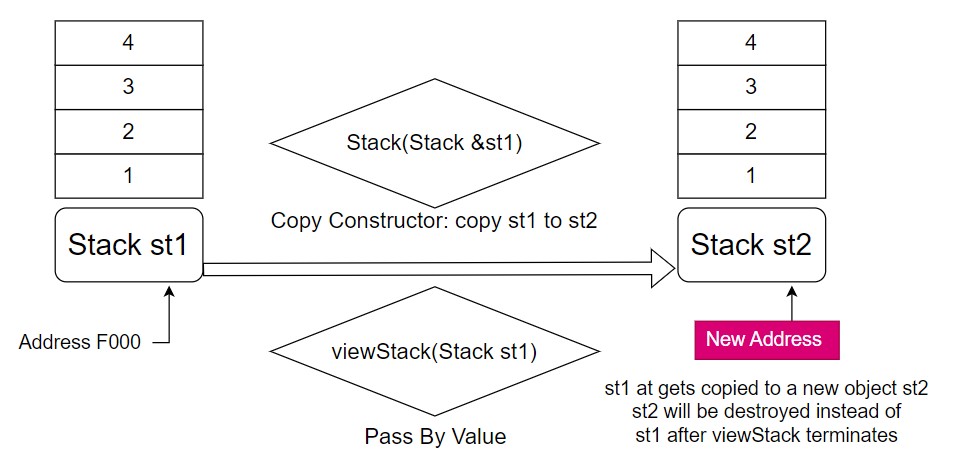 4
3
2
1
Stack st1
Address F000
Stack(Stack &st1)
Copy Constructor: copy st1 to st2
viewStack(Stack st1)
Pass By Value
4
3
2
1
Stack st2
New Address
st1 at gets copied to a new object st2
st2 will be destroyed instead of
st1 after viewStack terminates